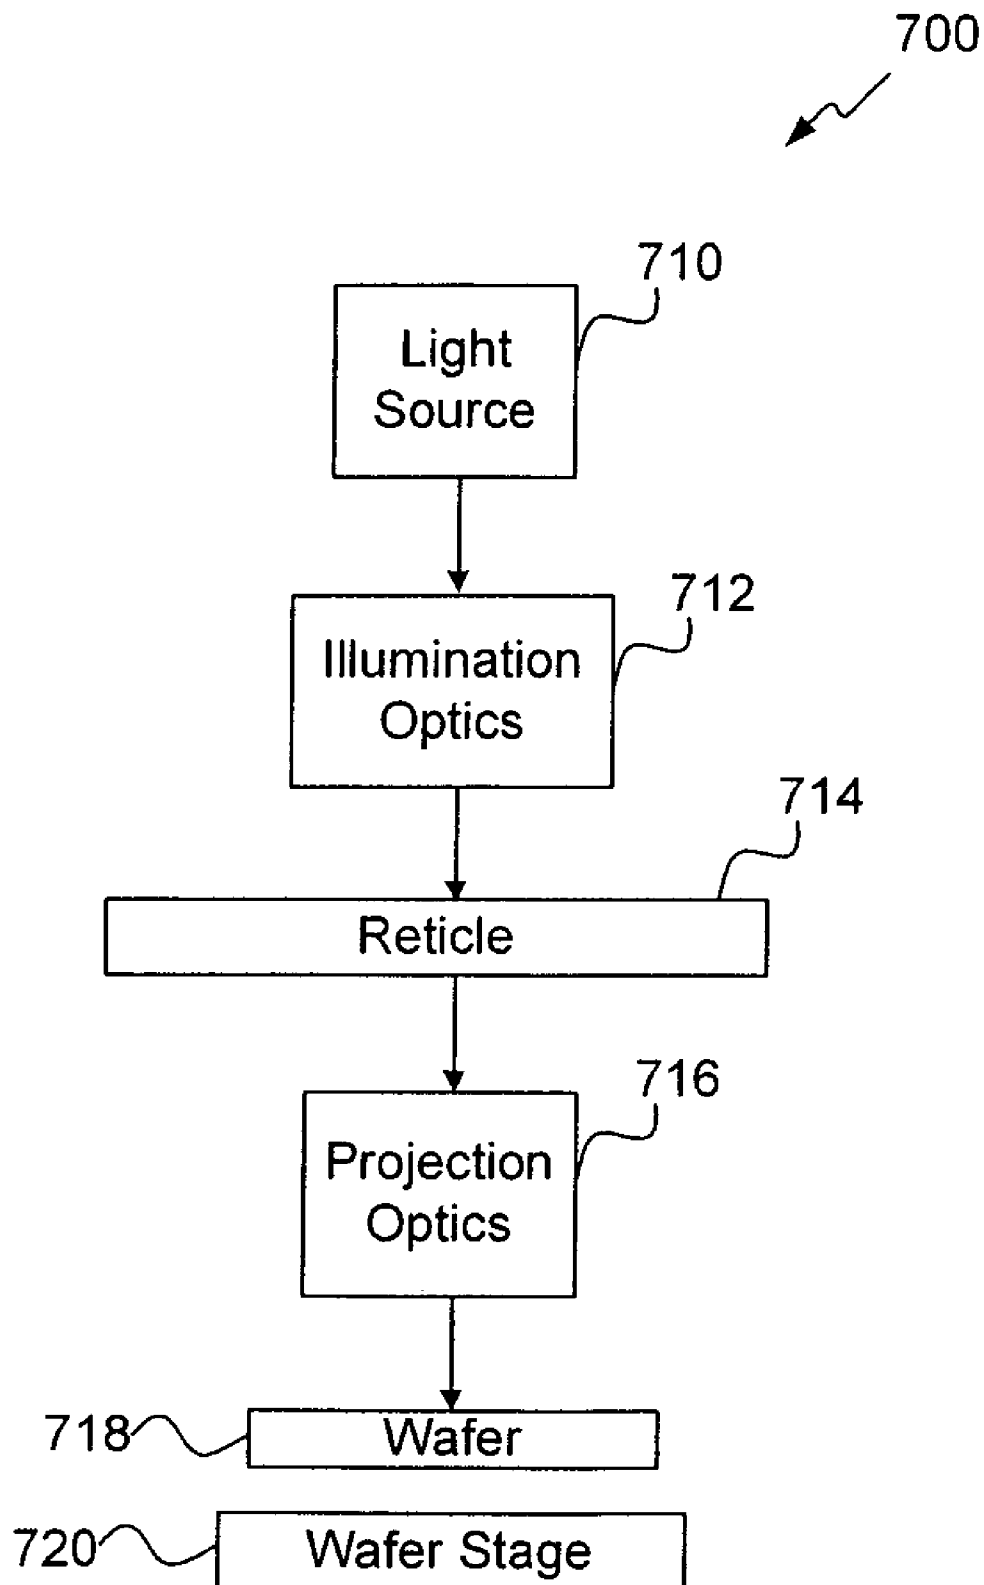 700
710
Light
Source
712
Illumination
Optics
714
Reticle
716
Projection
Optics
718
Wafer
720
Wafer Stage